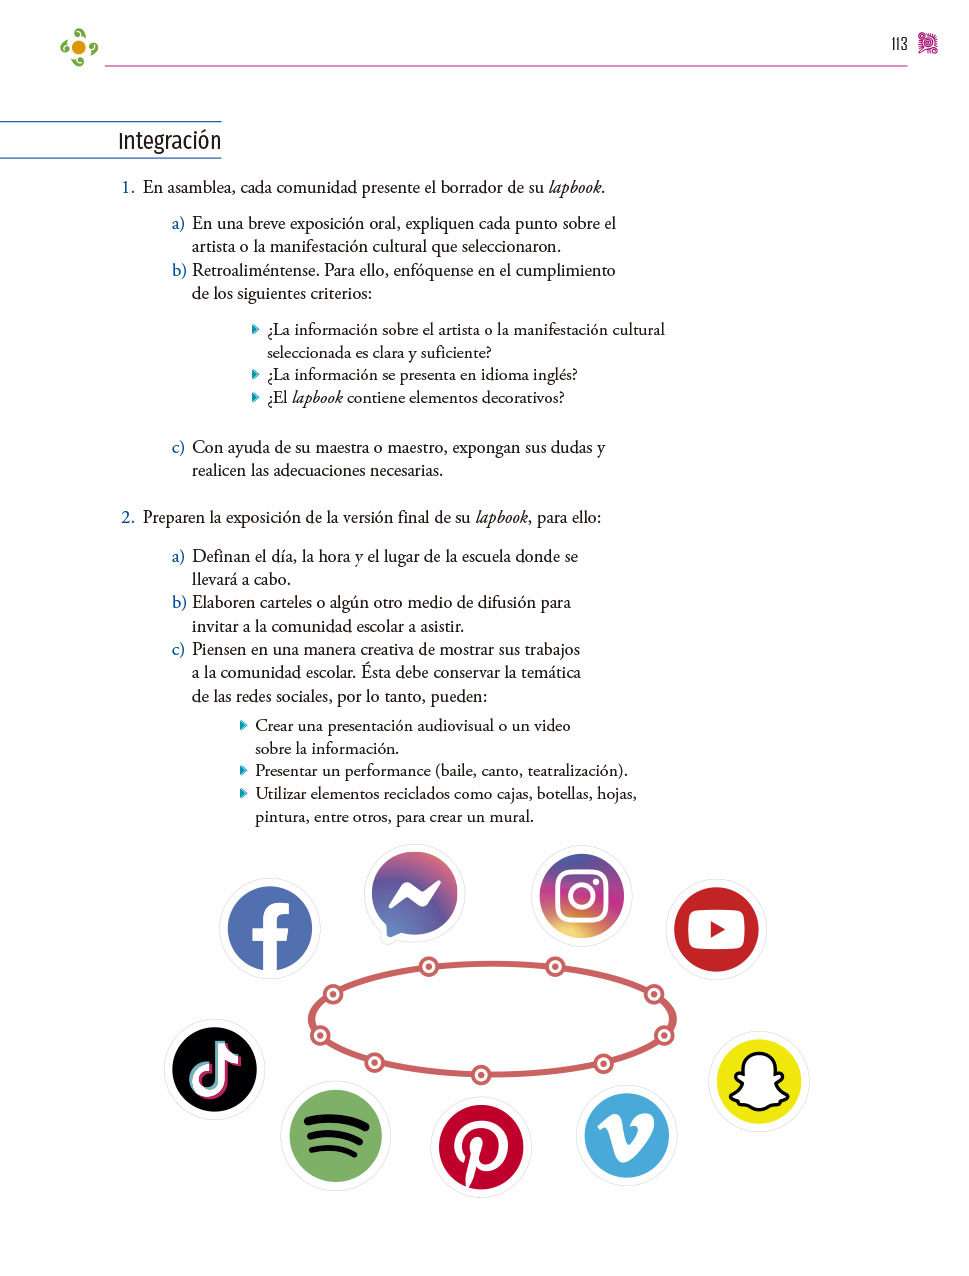 113
Integración
1. En asamblea, cada comunidad presente el borrador de su lapbook.
a) En una breve exposición oral, expliquen cada punto sobre el
artista o la manifestación cultural que seleccionaron.
b) Retroaliméntense. Para ello, enfóquense en el cumplimiento
de los siguientes criterios:
¿La información sobre el artista o la manifestación cultural
seleccionada es clara y suficiente?
¿La información se presenta en idioma inglés?
¿El lapbook contiene elementos decorativos?
c) Con ayuda de su maestra o maestro, expongan sus dudas y
realicen las adecuaciones necesarias.
2. Preparen la exposición de la versión final de su lapbook, para ello:
a) Definan el día, la hora y el lugar de la escuela donde se
llevará a cabo.
b) Elaboren carteles o algún otro medio de difusión para
invitar a la comunidad escolar a asistir.
c) Piensen en una manera creativa de mostrar sus trabajos
a la comunidad escolar. Ésta debe conservar la temática
de las redes sociales, por lo tanto, pueden:
Crear una presentación audiovisual o un video
sobre la información.
Presentar un performance (baile, canto, teatralización).
Utilizar elementos reciclados como cajas, botellas, hojas,
pintura, entre otros, para crear un mural.